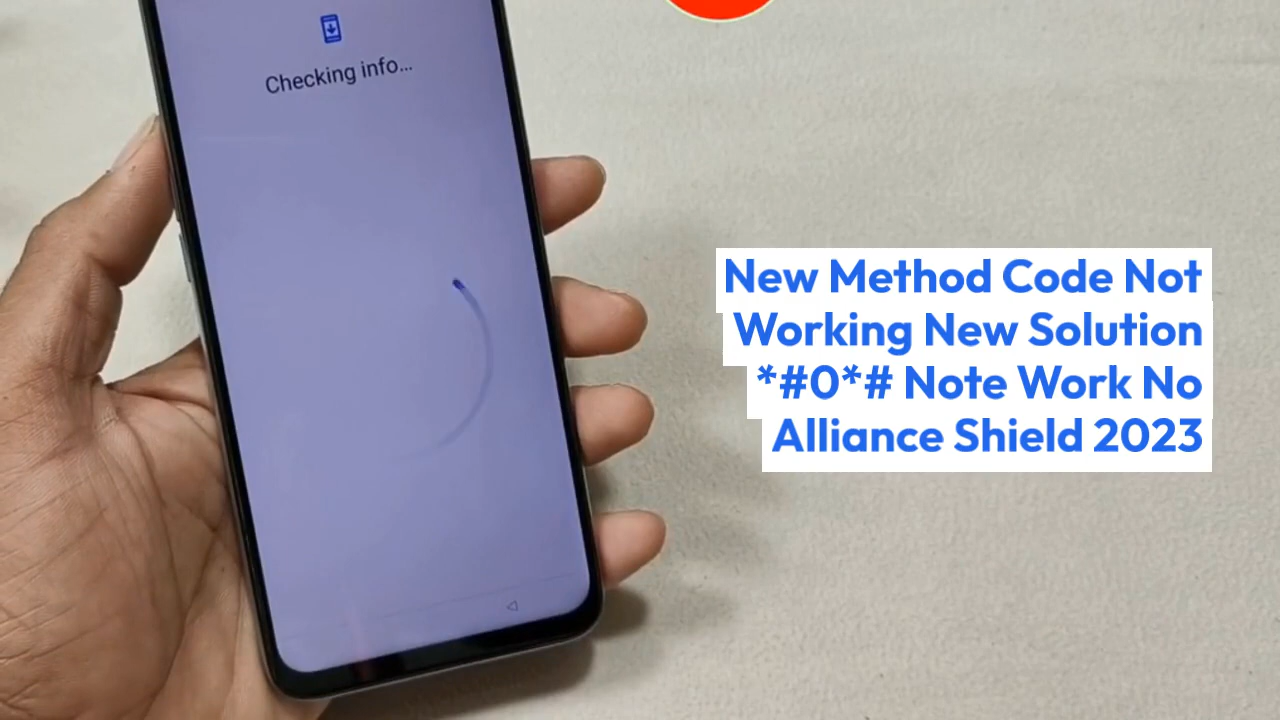 Checking info...
New Method Code Not
Working New Solution
*#0*# Note Work No
Alliance Shield 2023